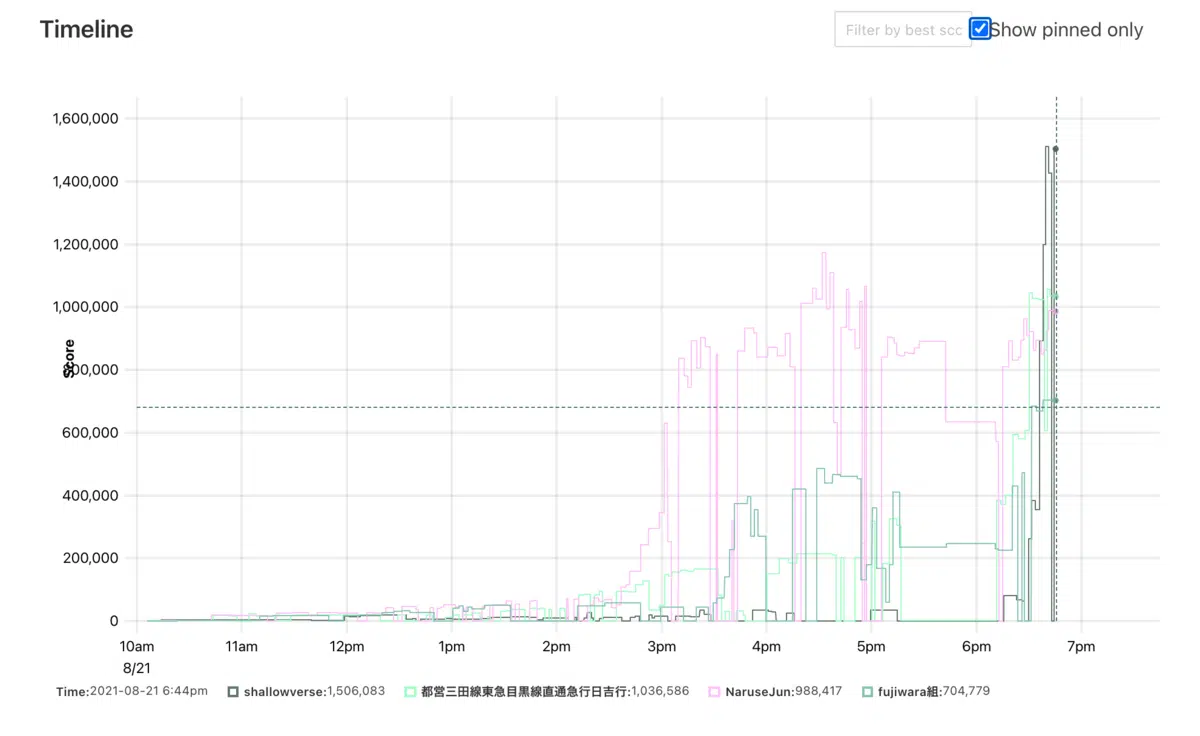 Timeline
Filter by best scc
Show pinned only
1,600,000
1,400,000
1,200,000
1,000,000
800,000
600,000
400,000
200,000
0
Score
10am 11am 12pm 1pm 2pm 3pm 4pm 5pm 6pm 7pm
8/21
Time:2021-08-21 6:44pm shallowverse:1,506,083 都営三田線東急目黒線直通急行日吉行:1,036,586 NaruseJun:988,417 fujiwara組:704,779